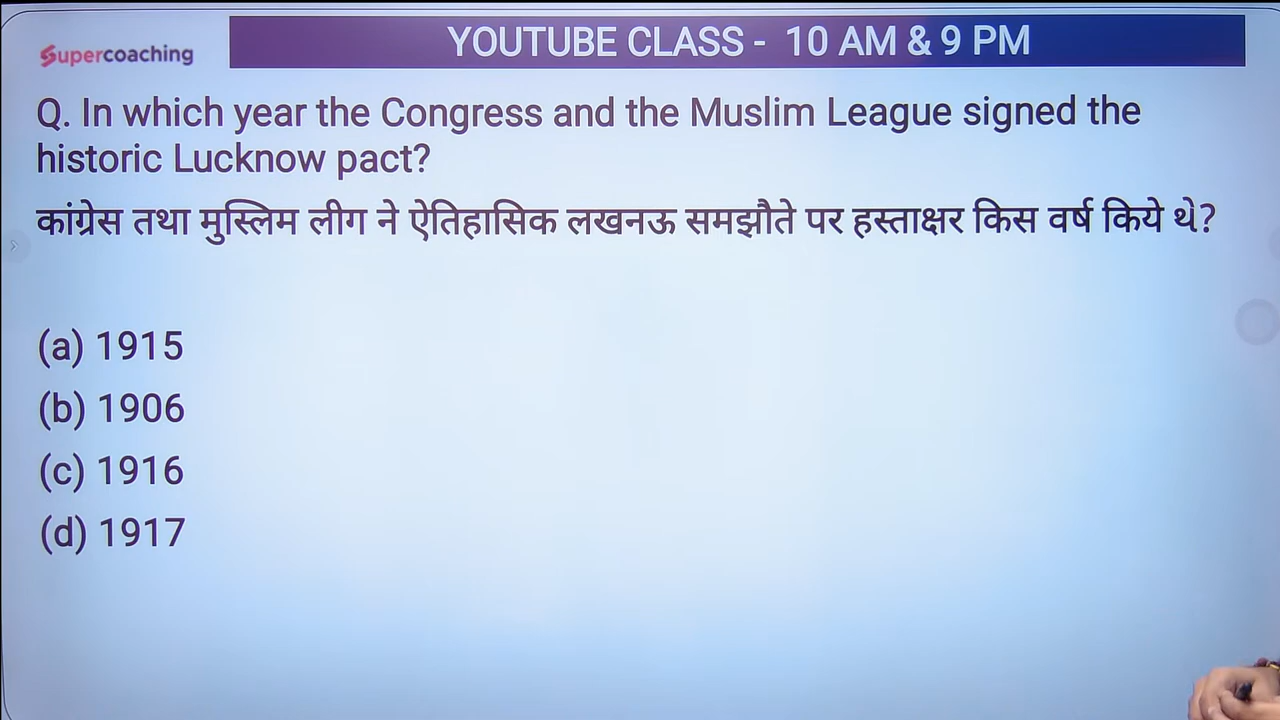 Supercoaching
YOUTUBE CLASS - 10 AM & 9 PM
Q. In which year the Congress and the Muslim League signed the
historic Lucknow pact?
कांग्रेस तथा मुस्लिम लीग ने ऐतिहासिक लखनऊ समझौते पर हस्ताक्षर किस वर्ष किये थे?
(a) 1915
(b) 1906
(c) 1916
(d) 1917